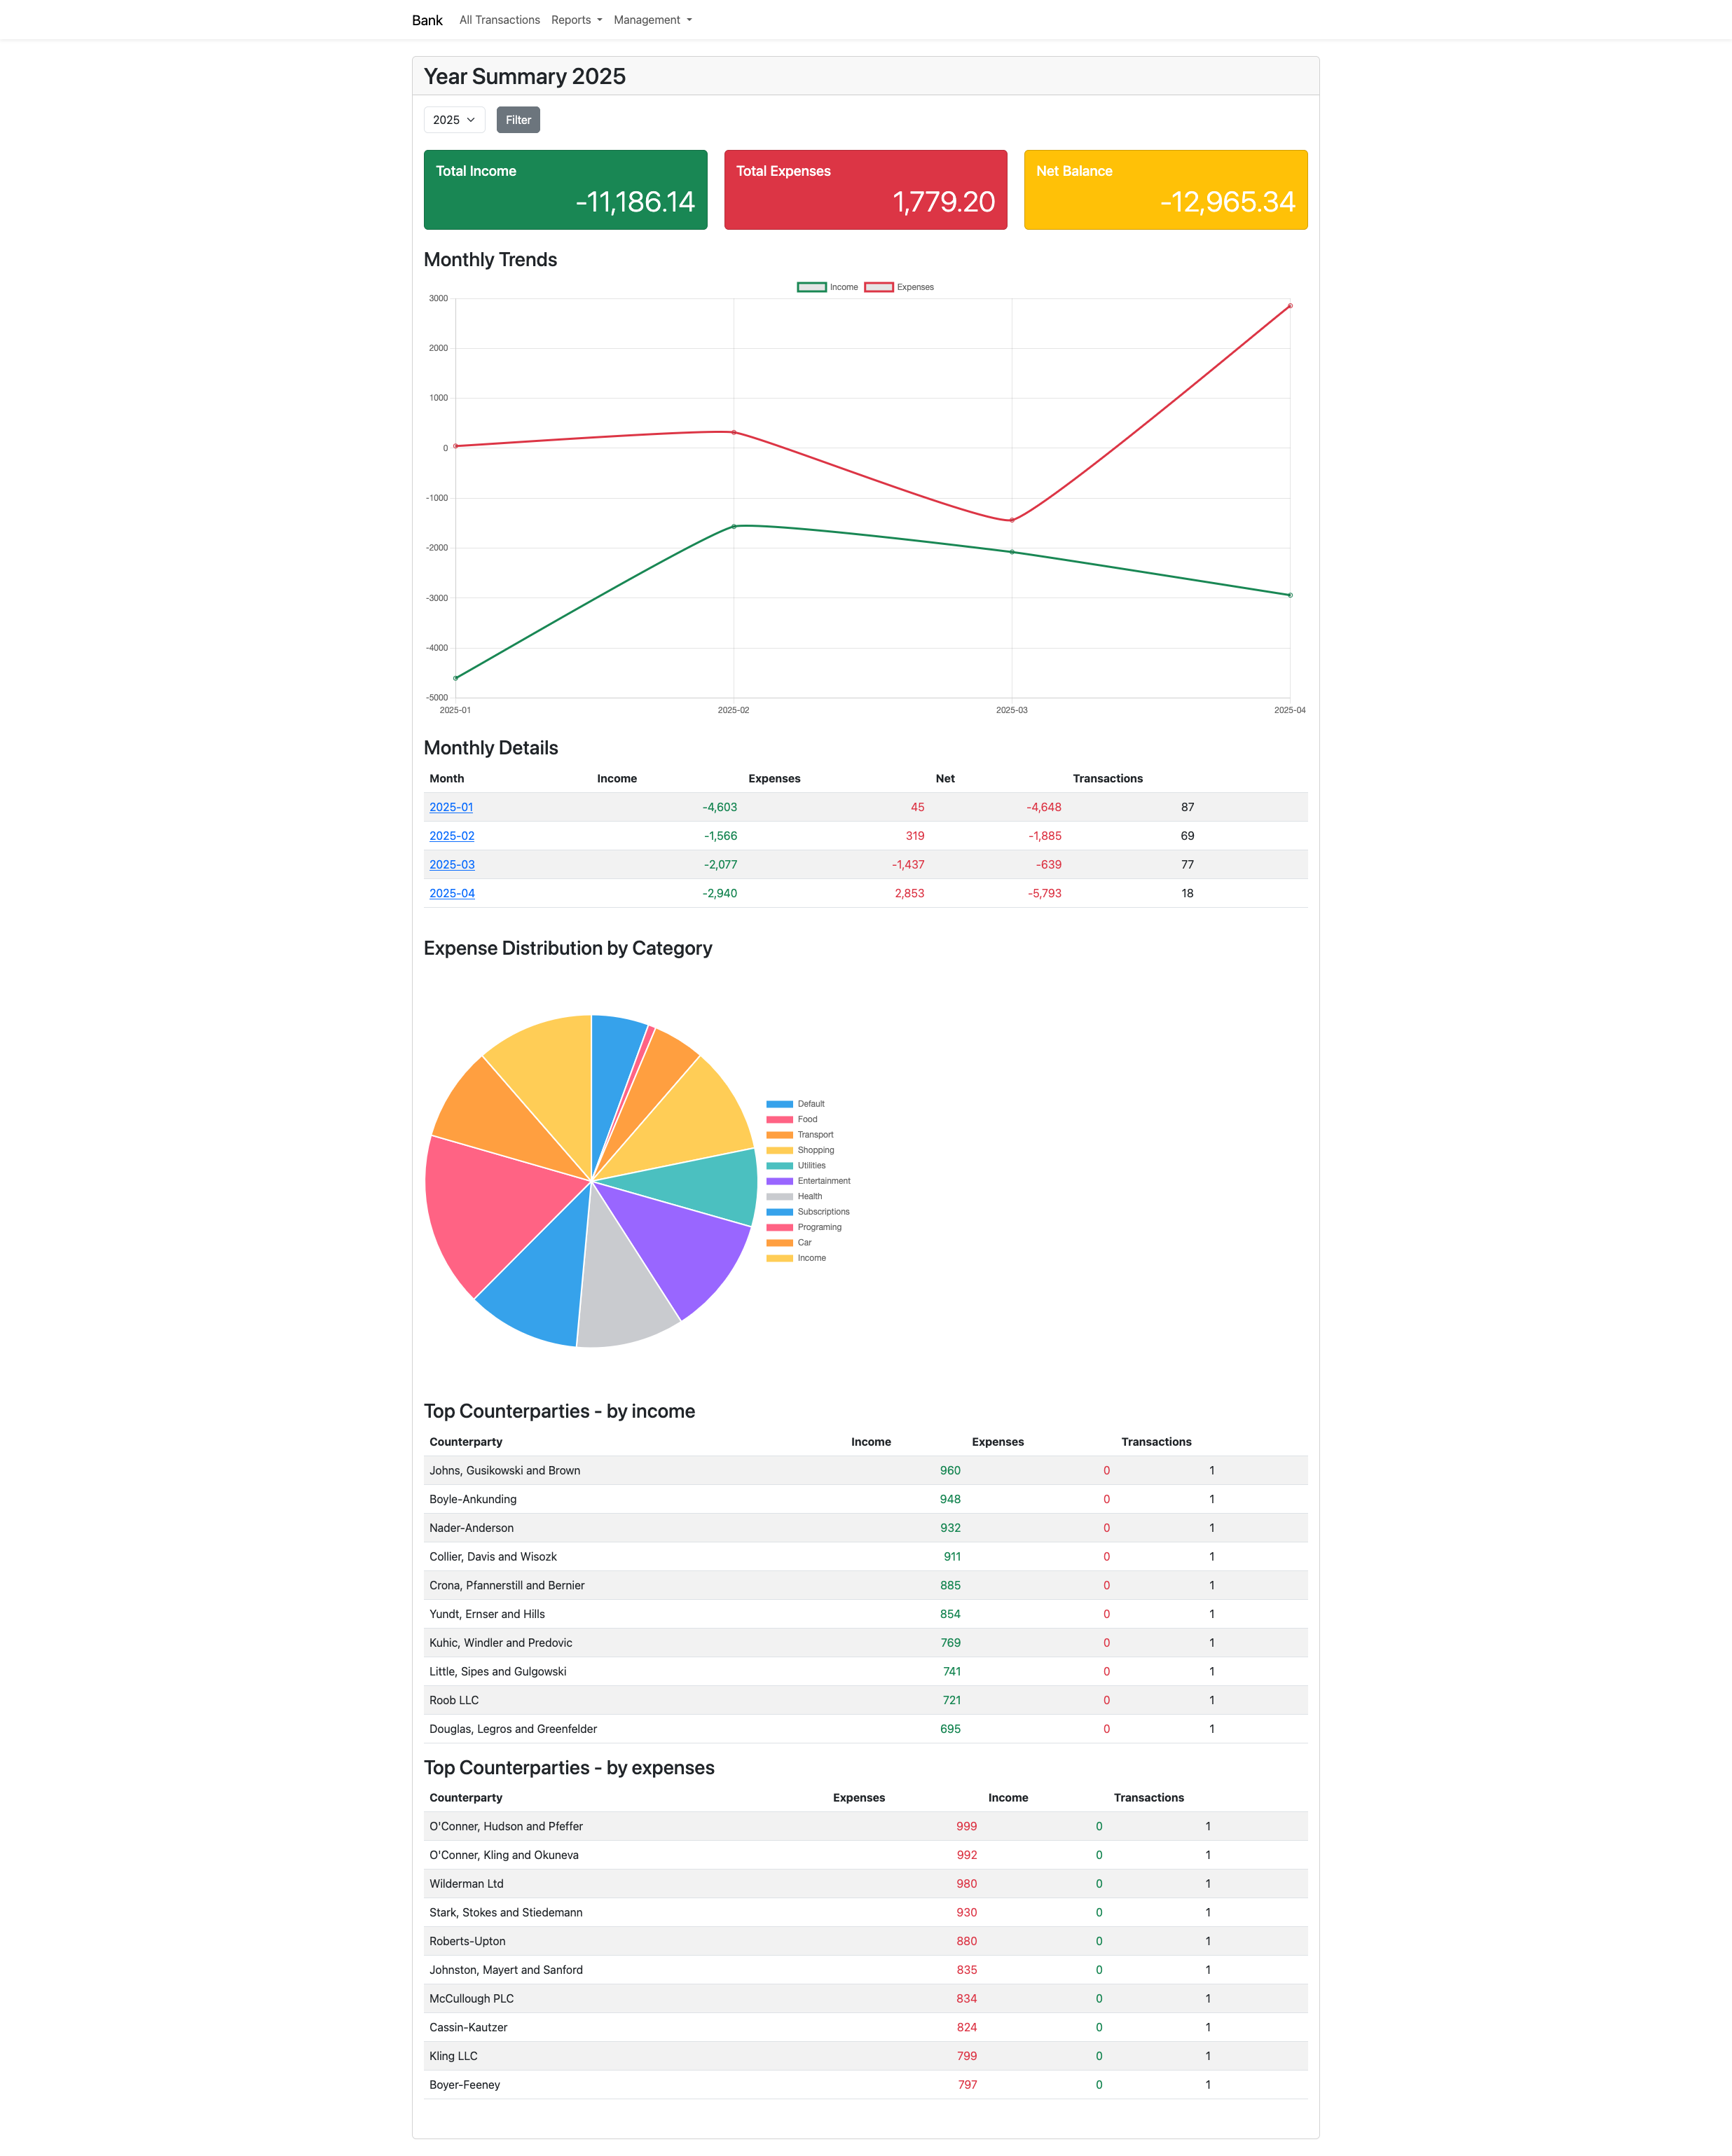 Bank All Transactions Reports Management
Year Summary 2025
2025 Filter
Total Income
-11,186.14
Total Expenses
1,779.20
Net Balance
-12,965.34
Monthly Trends
Income Expenses
3000
2000
1000
0
-1000
-2000
-3000
-4000
-5000
2025-01 2025-02 2025-03 2025-04
Monthly Details
Month Income Expenses Net Transactions
2025-01 -4,603 45 -4,648 87
2025-02 -1,566 319 -1,885 69
2025-03 -2,077 -1,437 -639 77
2025-04 -2,940 2,853 -5,793 18
Expense Distribution by Category
Default
Food
Transport
Shopping
Utilities
Entertainment
Health
Subscriptions
Programing
Car
Income
Top Counterparties - by income
Counterparty Income Expenses Transactions
Johns, Gusikowski and Brown 960 0 1
Boyle-Ankunding 948 0 1
Nader-Anderson 932 0 1
Collier, Davis and Wisozk 911 0 1
Crona, Pfannerstill and Bernier 885 0 1
Yundt, Ernser and Hills 854 0 1
Kuhic, Windler and Predovic 769 0 1
Little, Sipes and Gulgowski 741 0 1
Roob LLC 721 0 1
Douglas, Legros and Greenfelder 695 0 1
Top Counterparties - by expenses
Counterparty Expenses Income Transactions
O'Conner, Hudson and Pfeffer 999 0 1
O'Conner, Kling and Okuneva 992 0 1
Wilderman Ltd 980 0 1
Stark, Stokes and Stiedemann 930 0 1
Roberts-Upton 880 0 1
Johnston, Mayert and Sanford 835 0 1
McCullough PLC 834 0 1
Cassin-Kautzer 824 0 1
Kling LLC 799 0 1
Boyer-Feeney 797 0 1